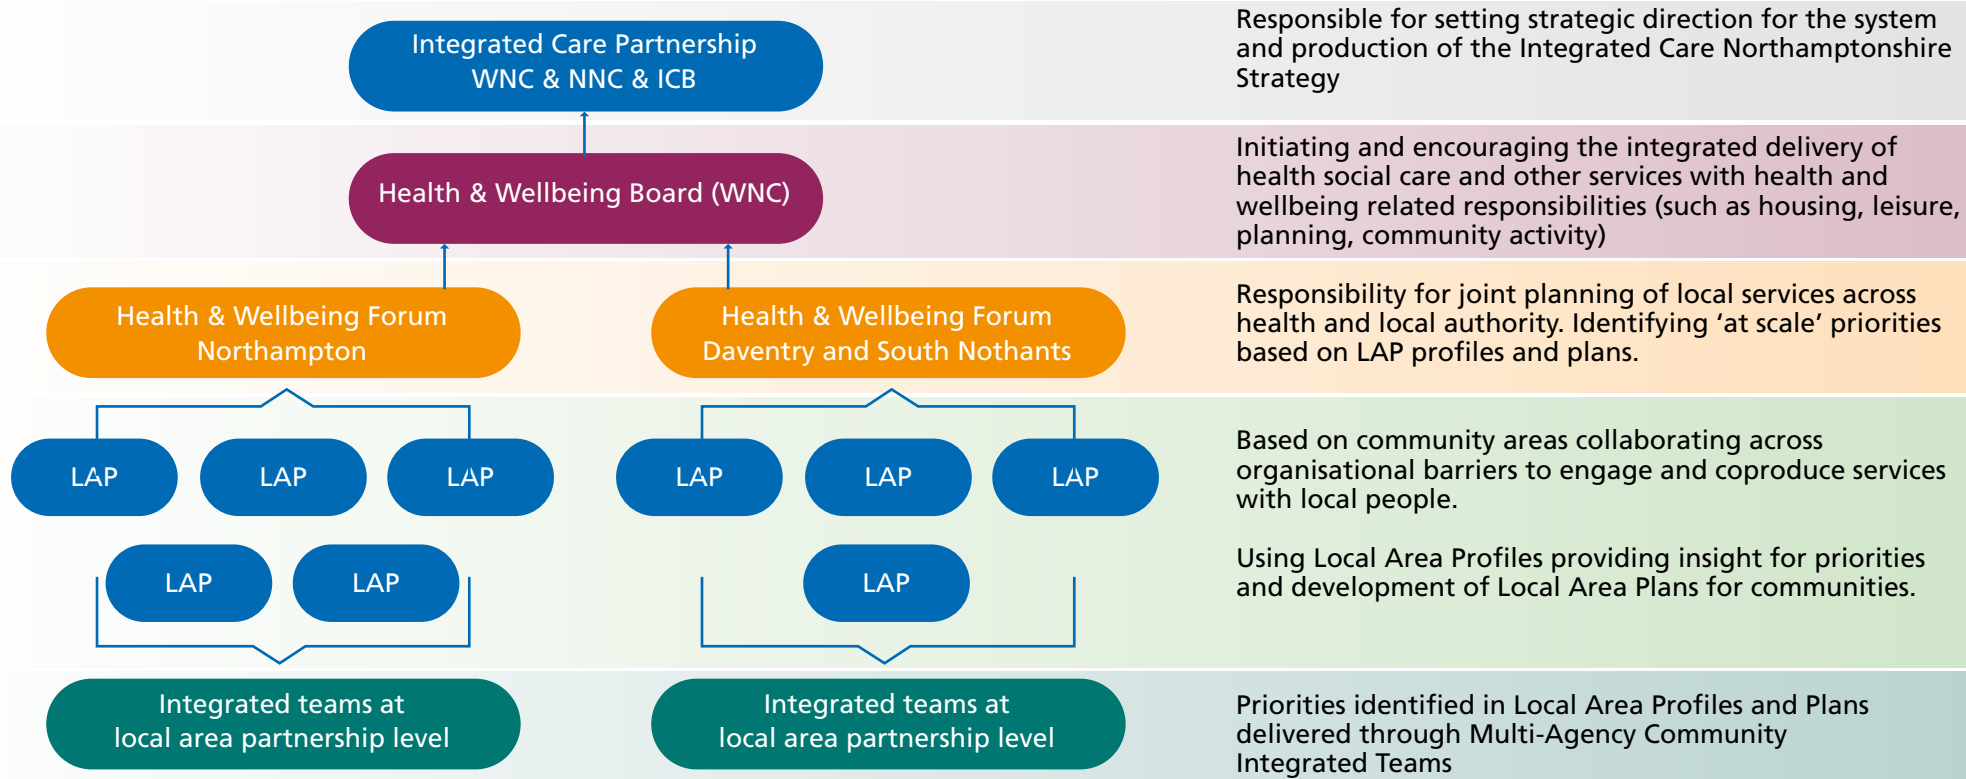 Integrated Care Partnership
WNC & NNC & ICB
Responsible for setting strategic direction for the system
and production of the Integrated Care Northamptonshire
Strategy
Health & Wellbeing Board (WNC)
Initiating and encouraging the integrated delivery of
health social care and other services with health and
wellbeing related responsibilities (such as housing, leisure,
planning, community activity)
Health & Wellbeing Forum
Northampton
Health & Wellbeing Forum
Daventry and South Nothants
Responsibility for joint planning of local services across
health and local authority. Identifying ‘at scale’ priorities
based on LAP profiles and plans.
LAP
LAP
LAP
LAP
LAP
LAP
LAP
LAP
LAP
Based on community areas collaborating across
organisational barriers to engage and coproduce services
with local people.
Using Local Area Profiles providing insight for priorities
and development of Local Area Plans for communities.
Integrated teams at
local area partnership level
Integrated teams at
local area partnership level
Priorities identified in Local Area Profiles and Plans
delivered through Multi-Agency Community
Integrated Teams